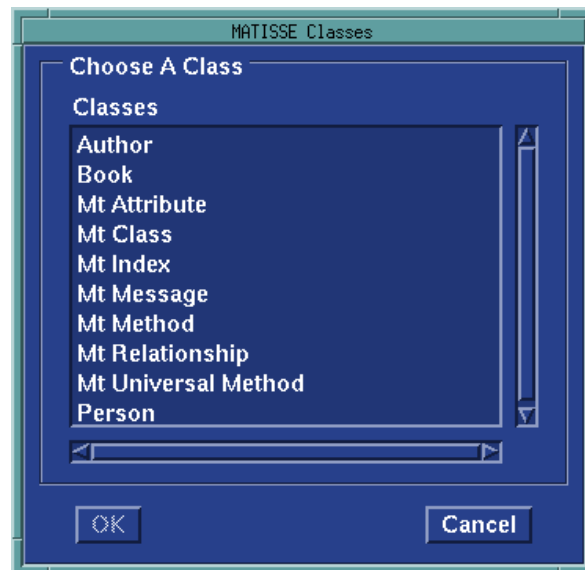 MATISSE Classes
Choose A Class
Classes
Author
Book
Mt Attribute
Mt Class
Mt Index
Mt Message
Mt Method
Mt Relationship
Mt Universal Method
Person
OK
Cancel